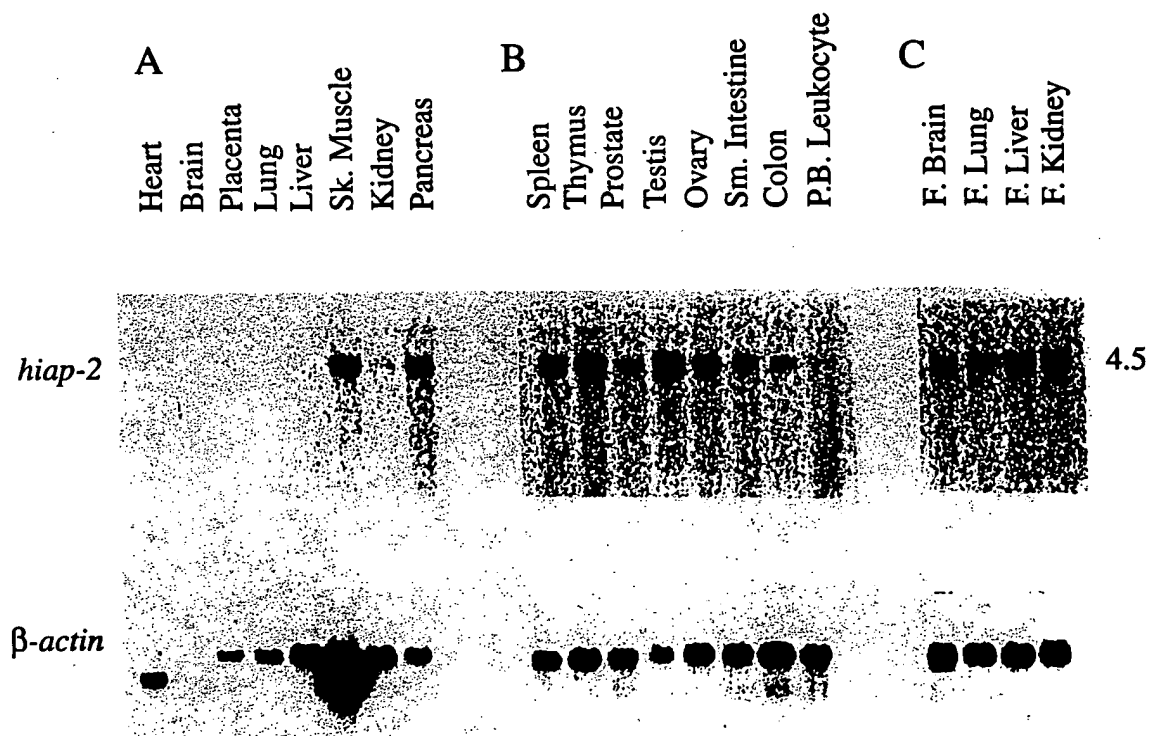 A
Heart
Brain
Placenta
Lung
Liver
Sk. Muscle
Kidney
Pancreas
B
Spleen
Thymus
Prostate
Testis
Ovary
Sm. Intestine
Colon
P.B. Leukocyte
C
F. Brain
F. Lung
F. Liver
F. Kidney
hiap-2
4.5
β-actin